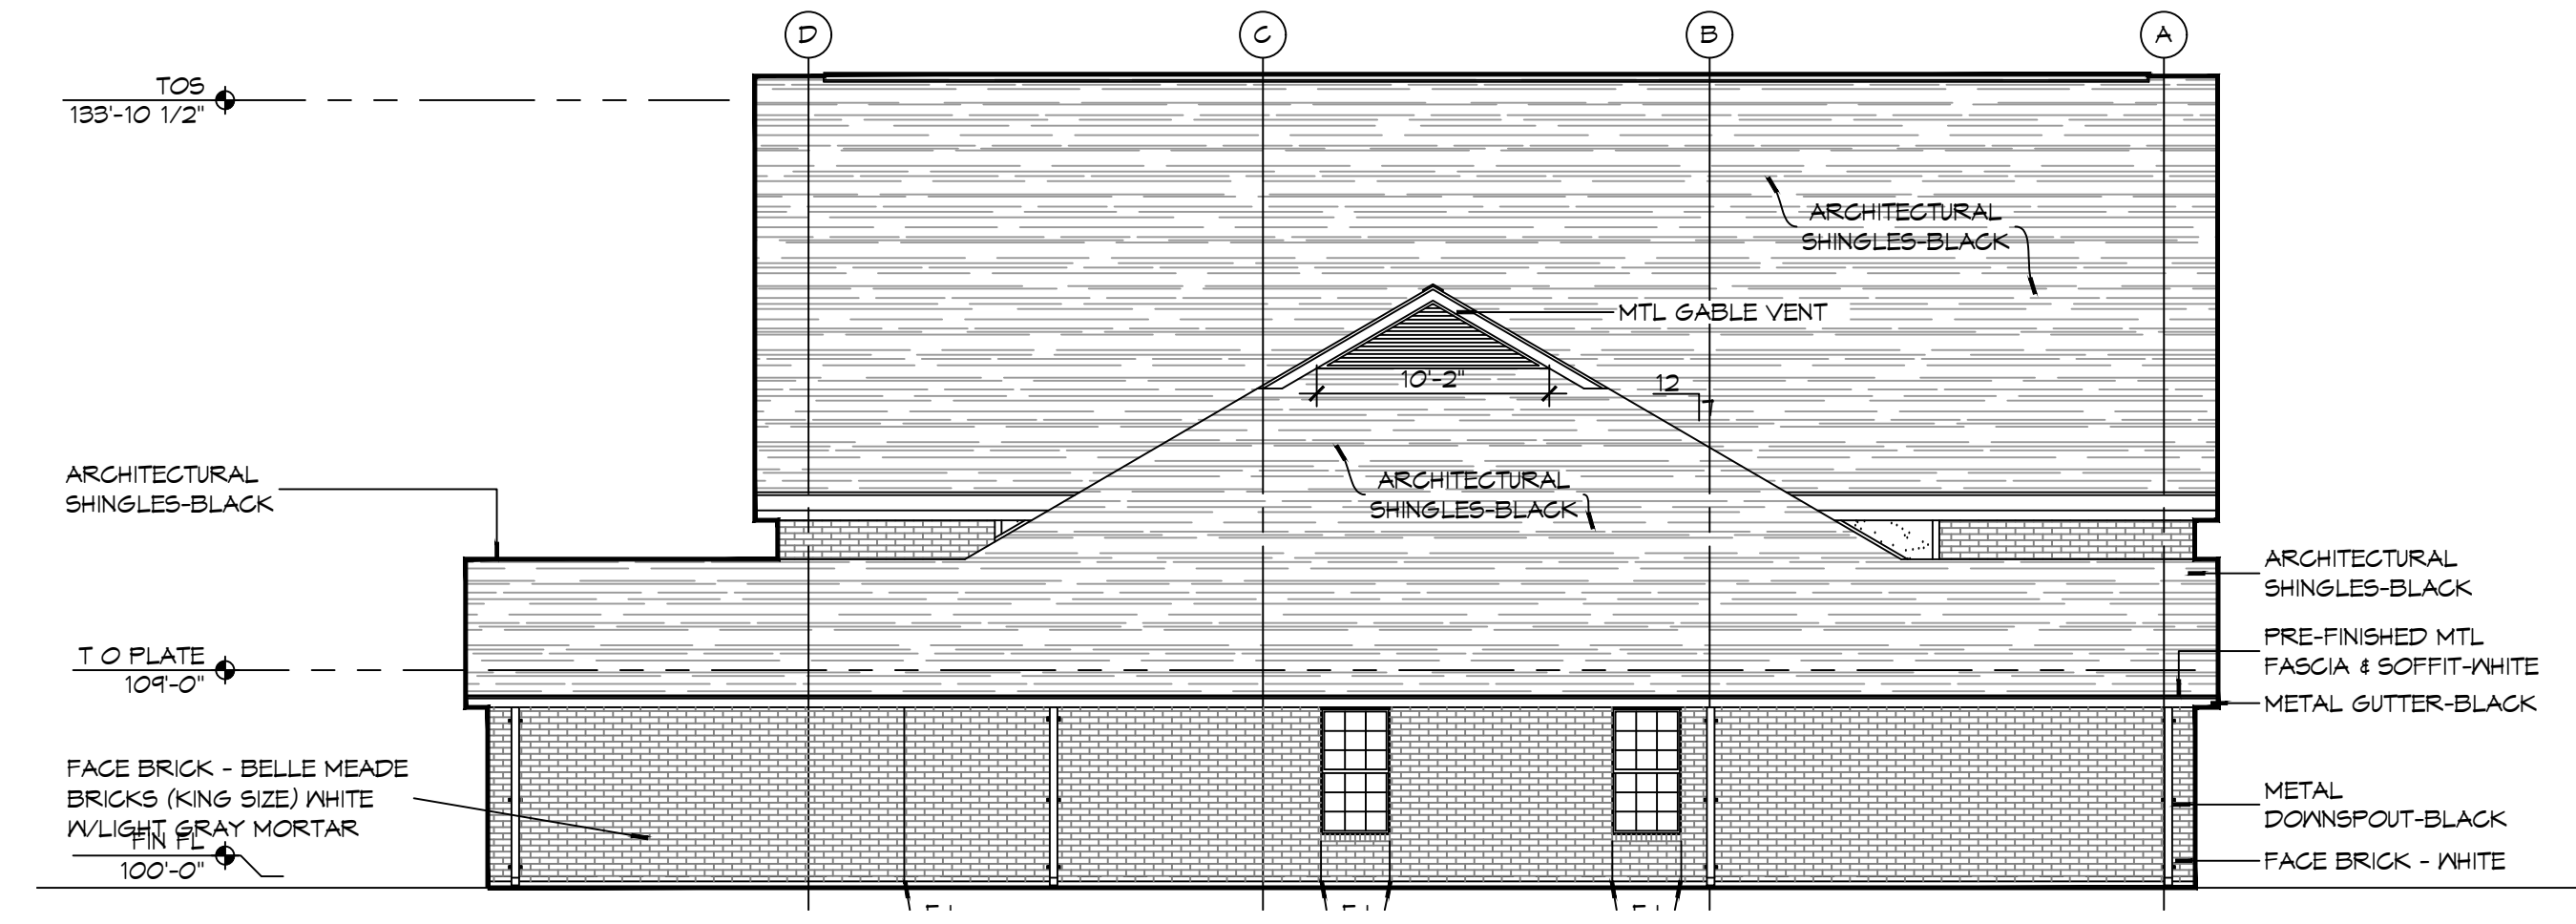 D
C
B
A
TOS
133'-10 1/2"
ARCHITECTURAL
SHINGLES-BLACK
MTL GABLE VENT
10'-2"
12
7
ARCHITECTURAL
SHINGLES-BLACK
ARCHITECTURAL
SHINGLES-BLACK
ARCHITECTURAL
SHINGLES-BLACK
T O PLATE
109'-0"
PRE-FINISHED MTL
FASCIA & SOFFIT-WHITE
METAL GUTTER-BLACK
FACE BRICK - BELLE MEADE
BRICKS (KING SIZE) WHITE
W/LIGHT GRAY MORTAR
FIN FL
100'-0"
METAL
DOWNSPOUT-BLACK
FACE BRICK - WHITE